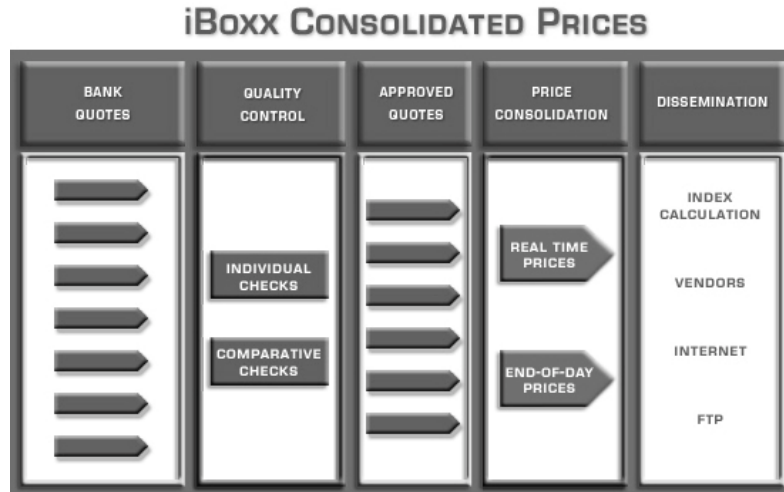 iBoxx Consolidated Prices
BANK
QUOTES
QUALITY
CONTROL
APPROVED
QUOTES
PRICE
CONSOLIDATION
DISSEMINATION
INDIVIDUAL
CHECKS
COMPARATIVE
CHECKS
REAL TIME
PRICES
END-OF-DAY
PRICES
INDEX
CALCULATION
VENDORS
INTERNET
FTP